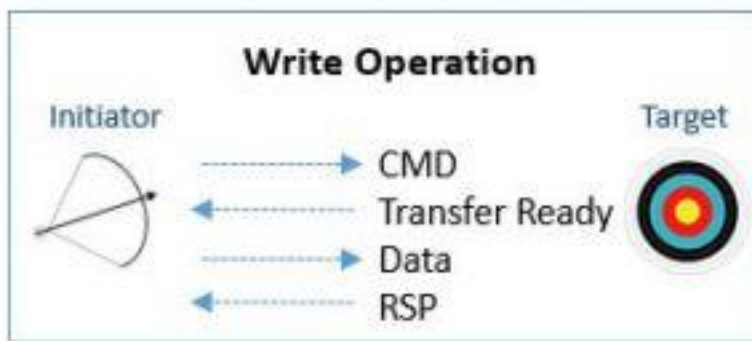 Write Operation
Initiator
Target
CMD
Transfer Ready
Data
RSP